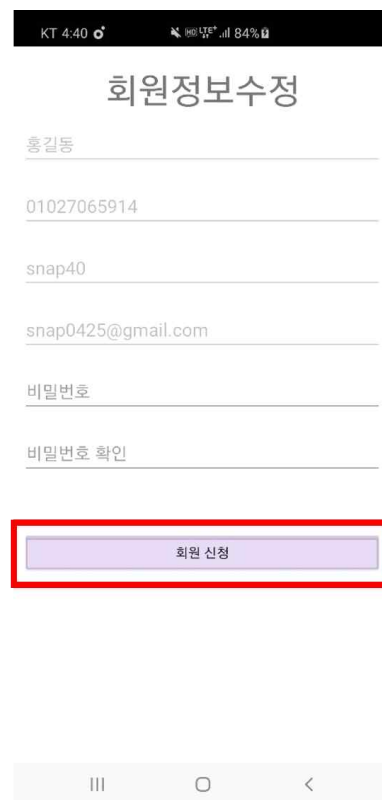 KT 4:40 84%
회원정보수정
홍길동
01027065914
snap40
snap0425@gmail.com
비밀번호
비밀번호 확인
회원 신청